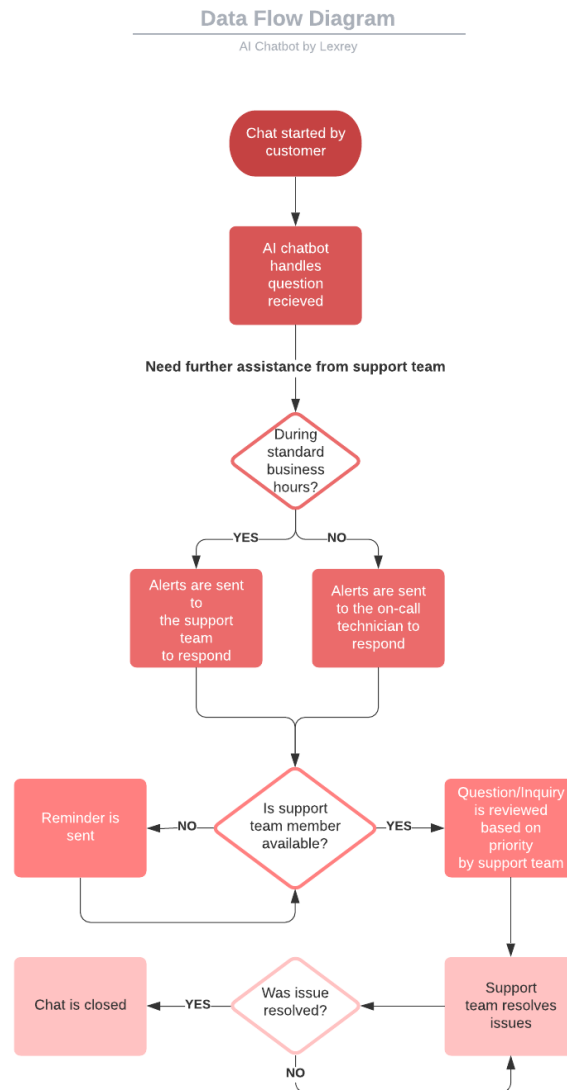 Data Flow Diagram
AI Chatbot by Lexrey
Chat started by
customer
AI chatbot
handles
question
recieved
Need further assistance from support team
During
standard
business
hours?
YES
NO
Alerts are sent
to
the support
team
to respond
Alerts are sent
to the on-call
technician to
respond
Reminder is
sent
NO
Is support
team member
available?
YES
Question/Inquiry
is reviewed
based on
priority
by support team
Chat is closed
YES
Was issue
resolved?
Support
team resolves
issues
NO